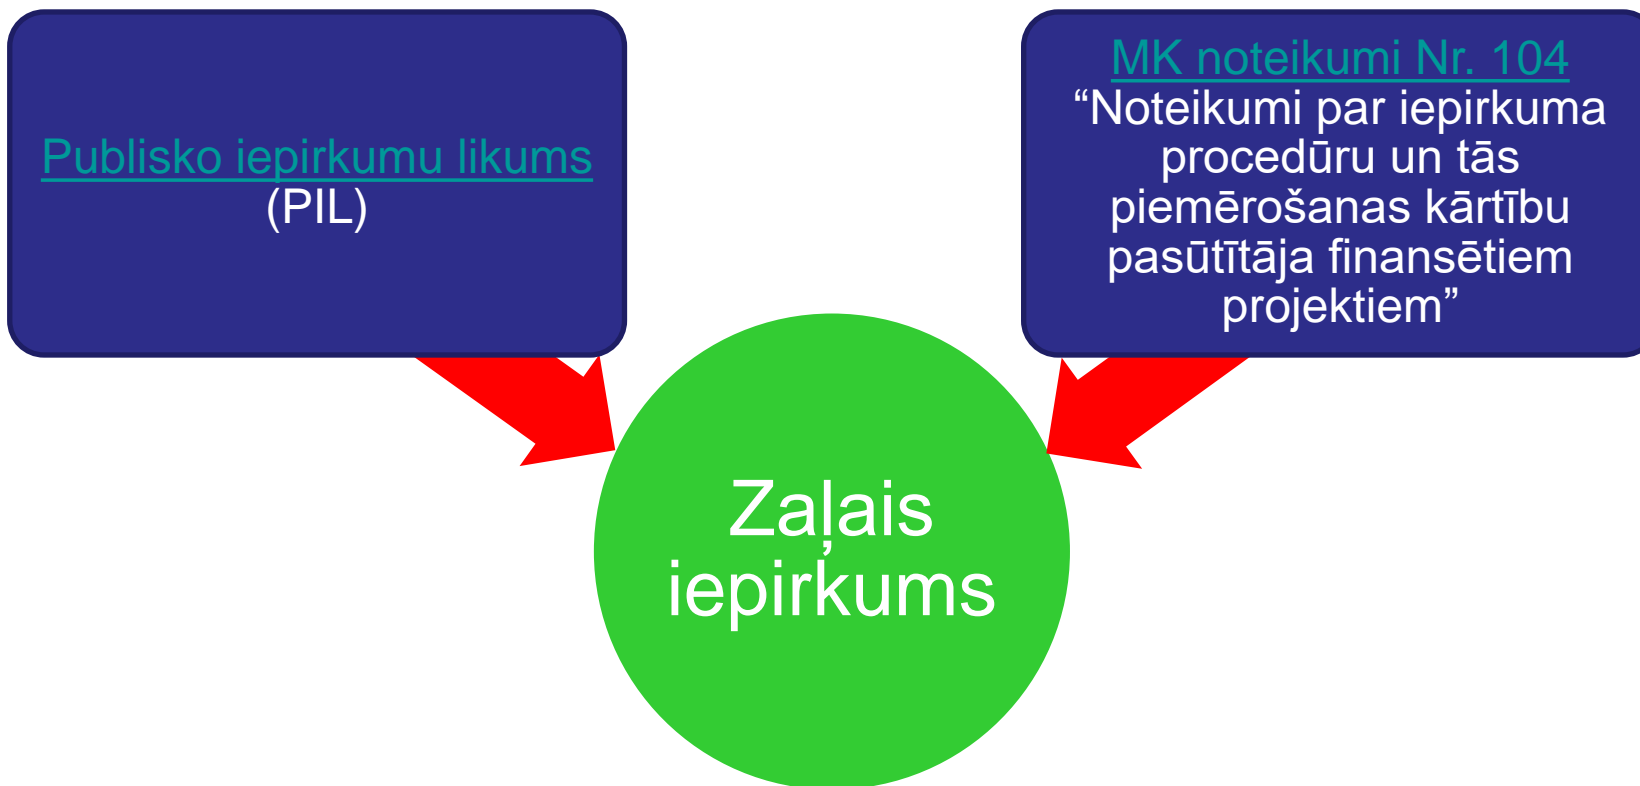 Publisko iepirkumu likums
(PIL)
MK noteikumi Nr. 104
“Noteikumi par iepirkuma
procedūru un tās
piemērošanas kārtību
pasūtītāja finansētiem
projektiem”
Zaļais
iepirkums